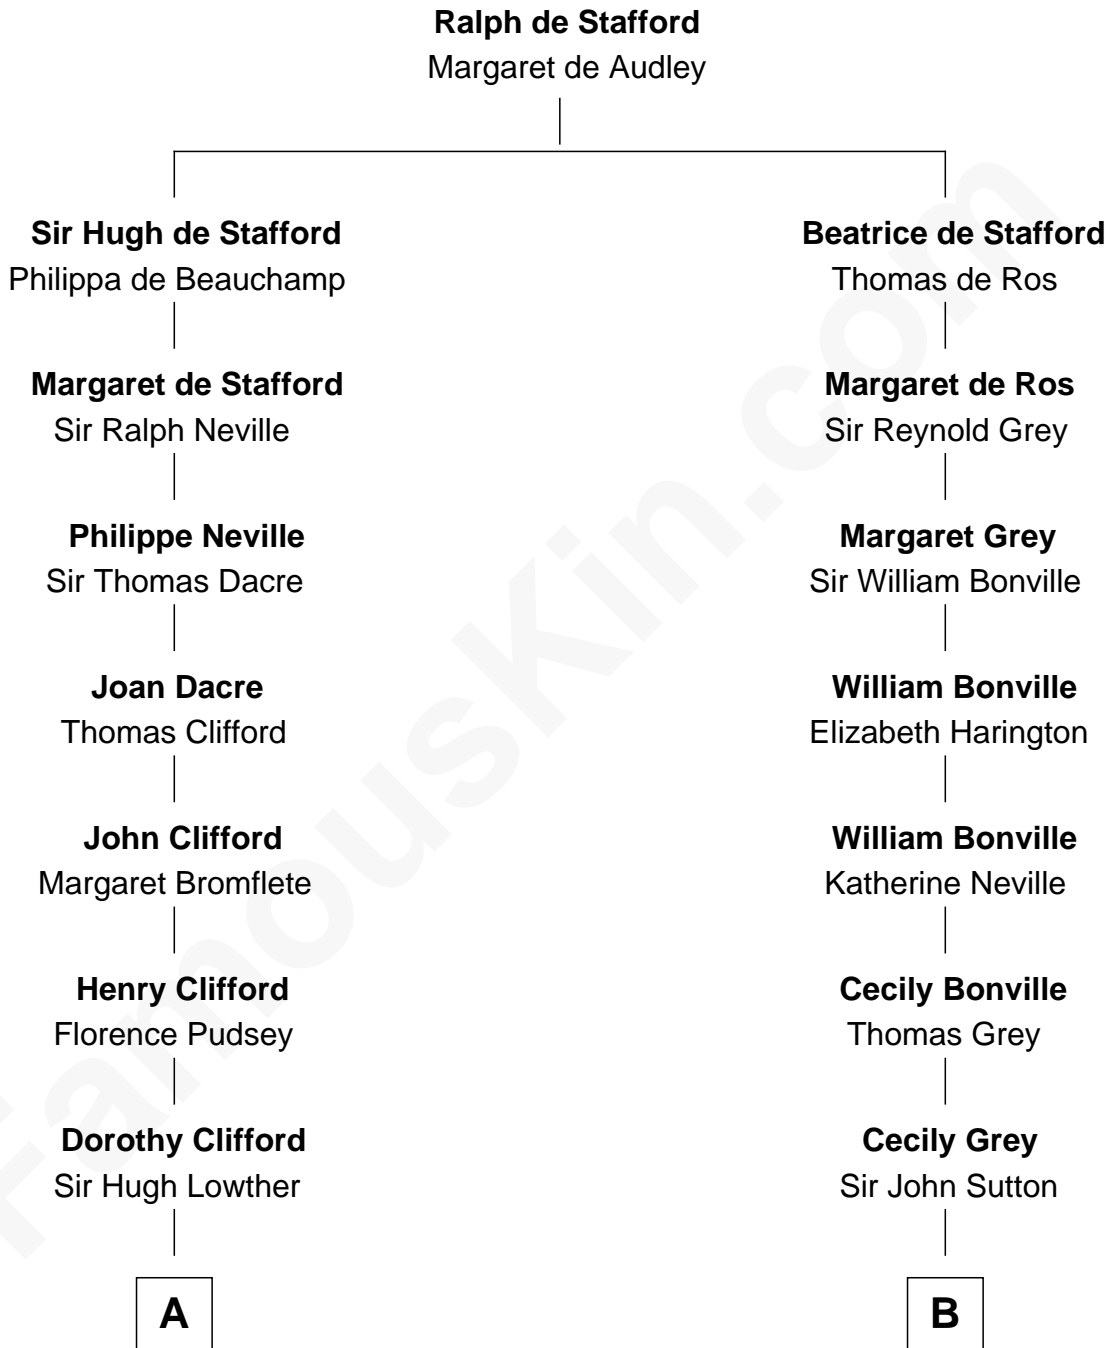 Ralph de Stafford
Margaret de Audley
Sir Hugh de Stafford
Philippa de Beauchamp
Beatrice de Stafford
Thomas de Ros
Margaret de Stafford
Sir Ralph Neville
Margaret de Ros
Sir Reynold Grey
Philippe Neville
Sir Thomas Dacre
Margaret Grey
Sir William Bonville
Joan Dacre
Thomas Clifford
William Bonville
Elizabeth Harington
John Clifford
Margaret Bromflete
William Bonville
Katherine Neville
Henry Clifford
Florence Pudsey
Cecily Bonville
Thomas Grey
Dorothy Clifford
Sir Hugh Lowther
Cecily Grey
Sir John Sutton
A
B
FamousKin.com